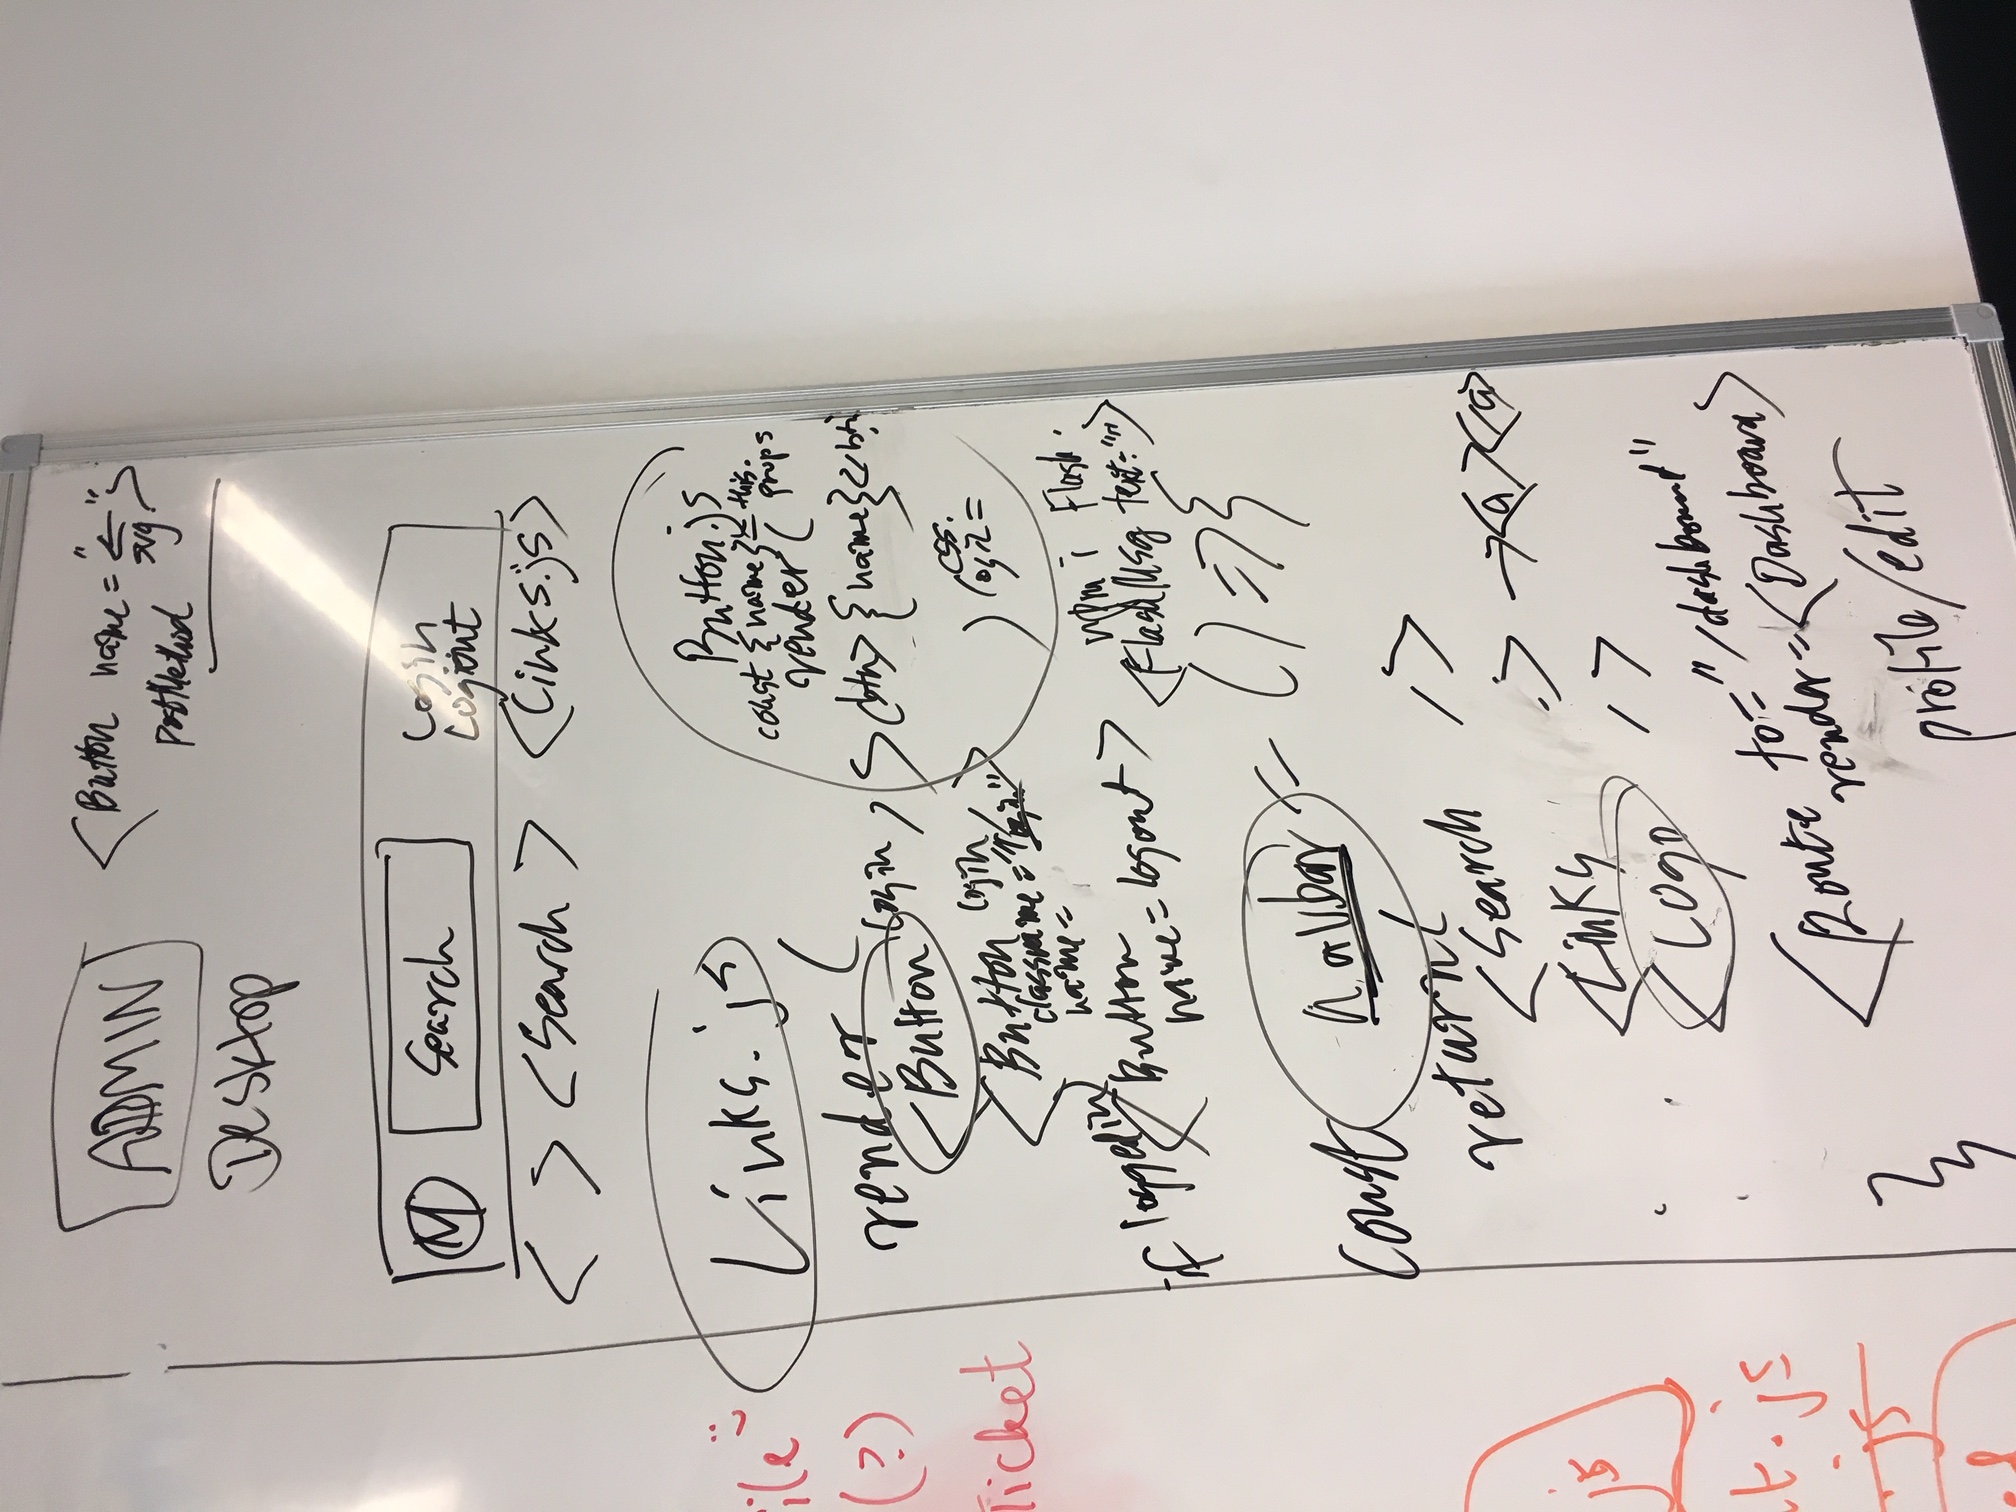 ADMIN
Desktop
<Button name = "←">
svg
PostMethod
M
Search
Login
Logout
< > <Search > <Links.js>
Links.js
render (
<Button Login / >
<Button Login
classname = " />
name =
if loggedin
<Button
name = logout >
Button.js
const {name} = this.
props
render (
<btn> {name} </btn
) css.
login =
npm i Flash.
<FlashMsg text="">
const navbar = () => {
return (
<Search / >
<Links / > → <a></a>
<Logo / >
<Route to= "/dashboard"
render = <Dashboard>
profile/edit
}
ile"
(?)
Ticket
js
t.js
.js
ed